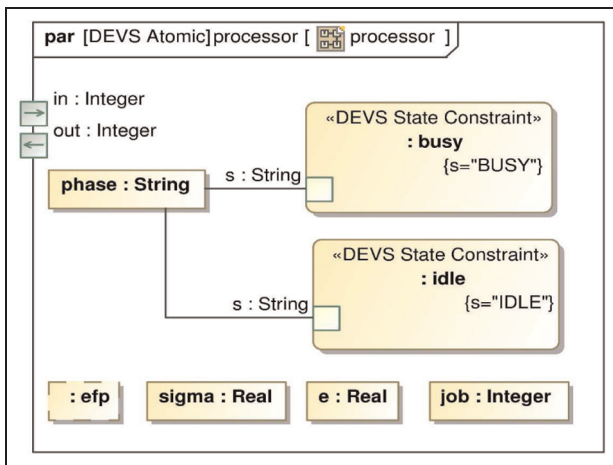 par [DEVS Atomic]processor [ processor ]
in : Integer
out : Integer
«DEVS State Constraint»
: busy
{s="BUSY"}
s : String
phase : String
«DEVS State Constraint»
: idle
{s="IDLE"}
s : String
: efp
sigma : Real
e : Real
job : Integer